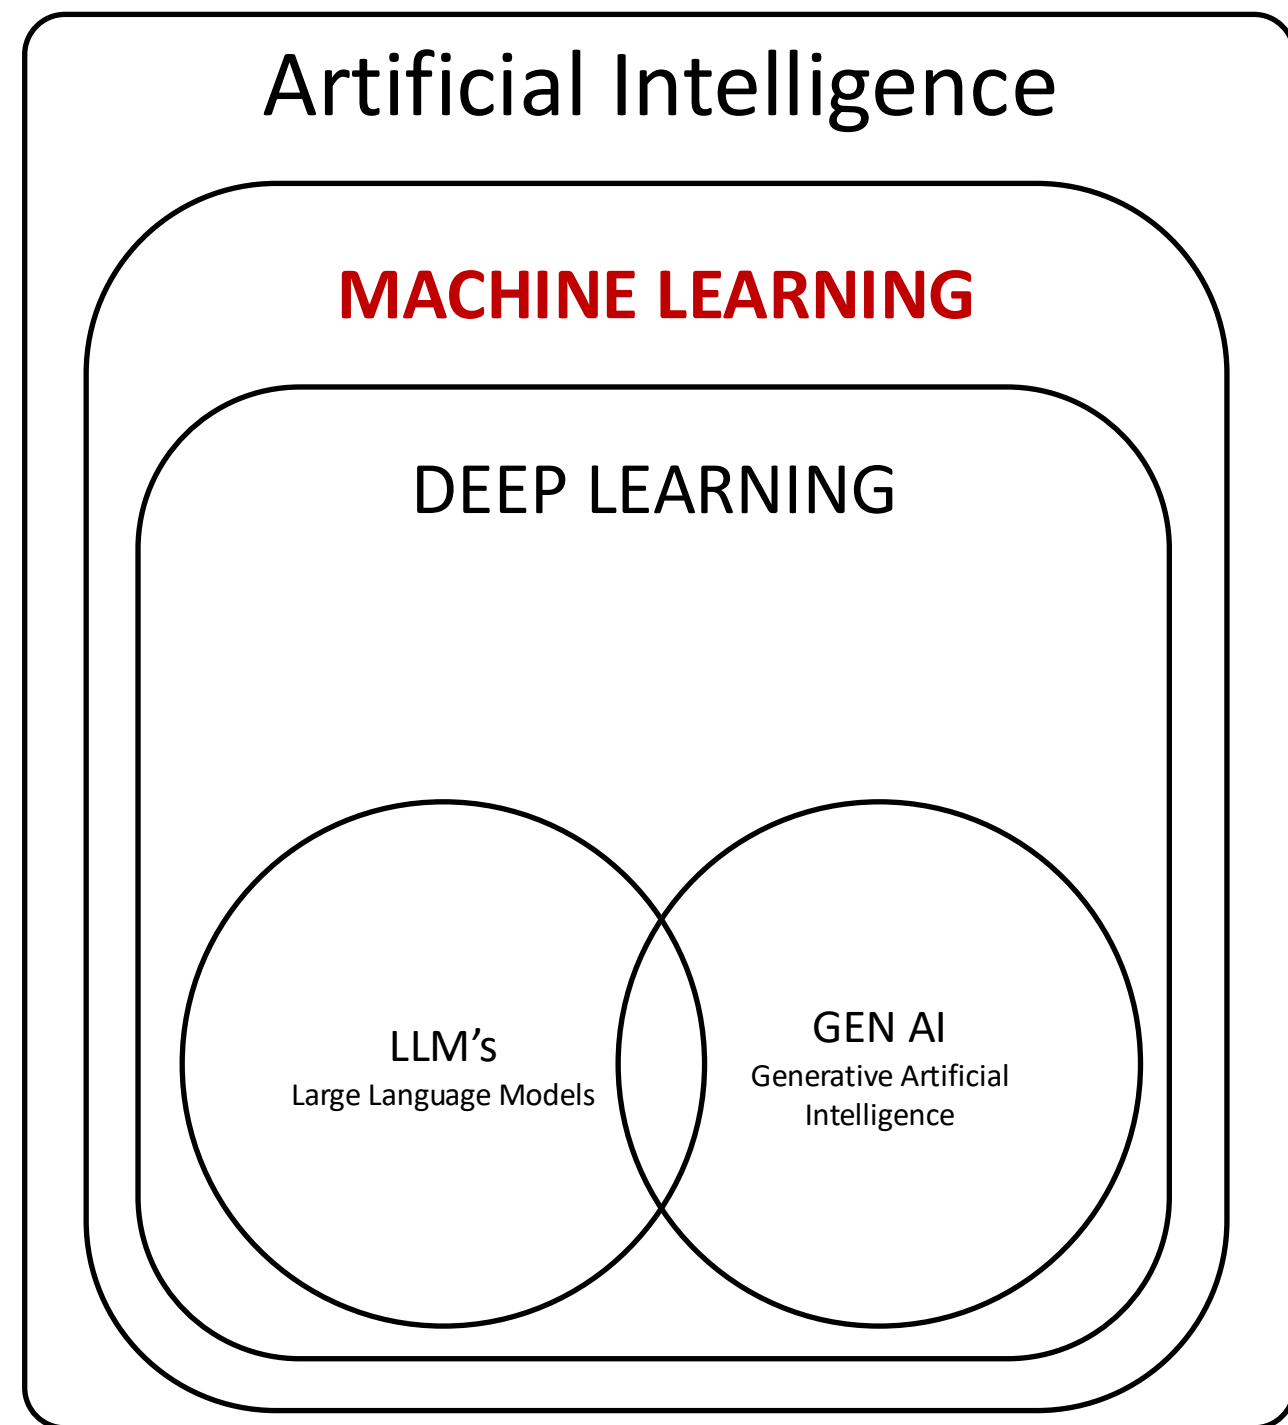 Artificial Intelligence
MACHINE LEARNING
DEEP LEARNING
LLM’s
Large Language Models
GEN AI
Generative Artificial
Intelligence